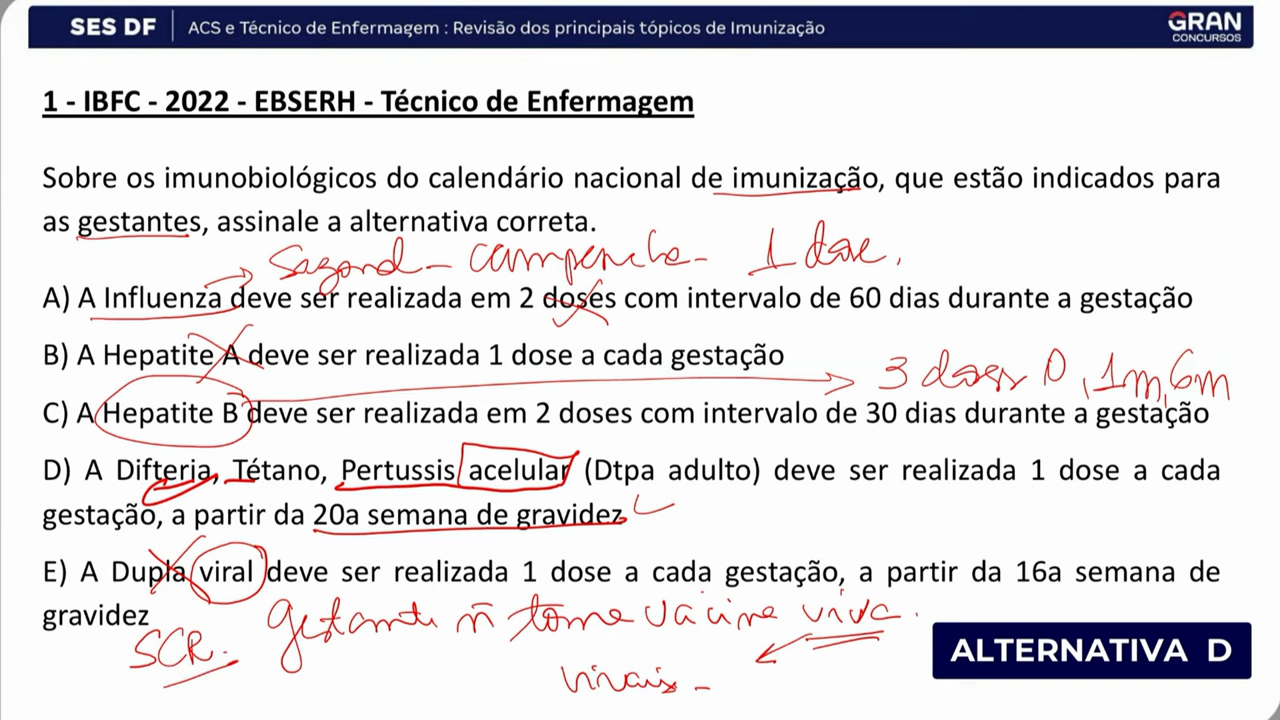 SES DF ACS e Técnico de Enfermagem : Revisão dos principais tópicos de Imunização GRAN CONCURSOS
1 - IBFC - 2022 - EBSERH - Técnico de Enfermagem
Sobre os imunobiológicos do calendário nacional de imunização, que estão indicados para
as gestantes, assinale a alternativa correta.
1 dose.
A) A Influenza deve ser realizada em 2 doses com intervalo de 60 dias durante a gestação
B) A Hepatite A deve ser realizada 1 dose a cada gestação
3 doses 0, 1m, 6m
C) A Hepatite B deve ser realizada em 2 doses com intervalo de 30 dias durante a gestação
D) A Difteria, Tétano, Pertussis acelular (Dtpa adulto) deve ser realizada 1 dose a cada
gestação, a partir da 20a semana de gravidez
E) A Dupla viral deve ser realizada 1 dose a cada gestação, a partir da 16a semana de
gravidez
gestante ñ toma vacina viva.
SCR.
virais -
ALTERNATIVA D